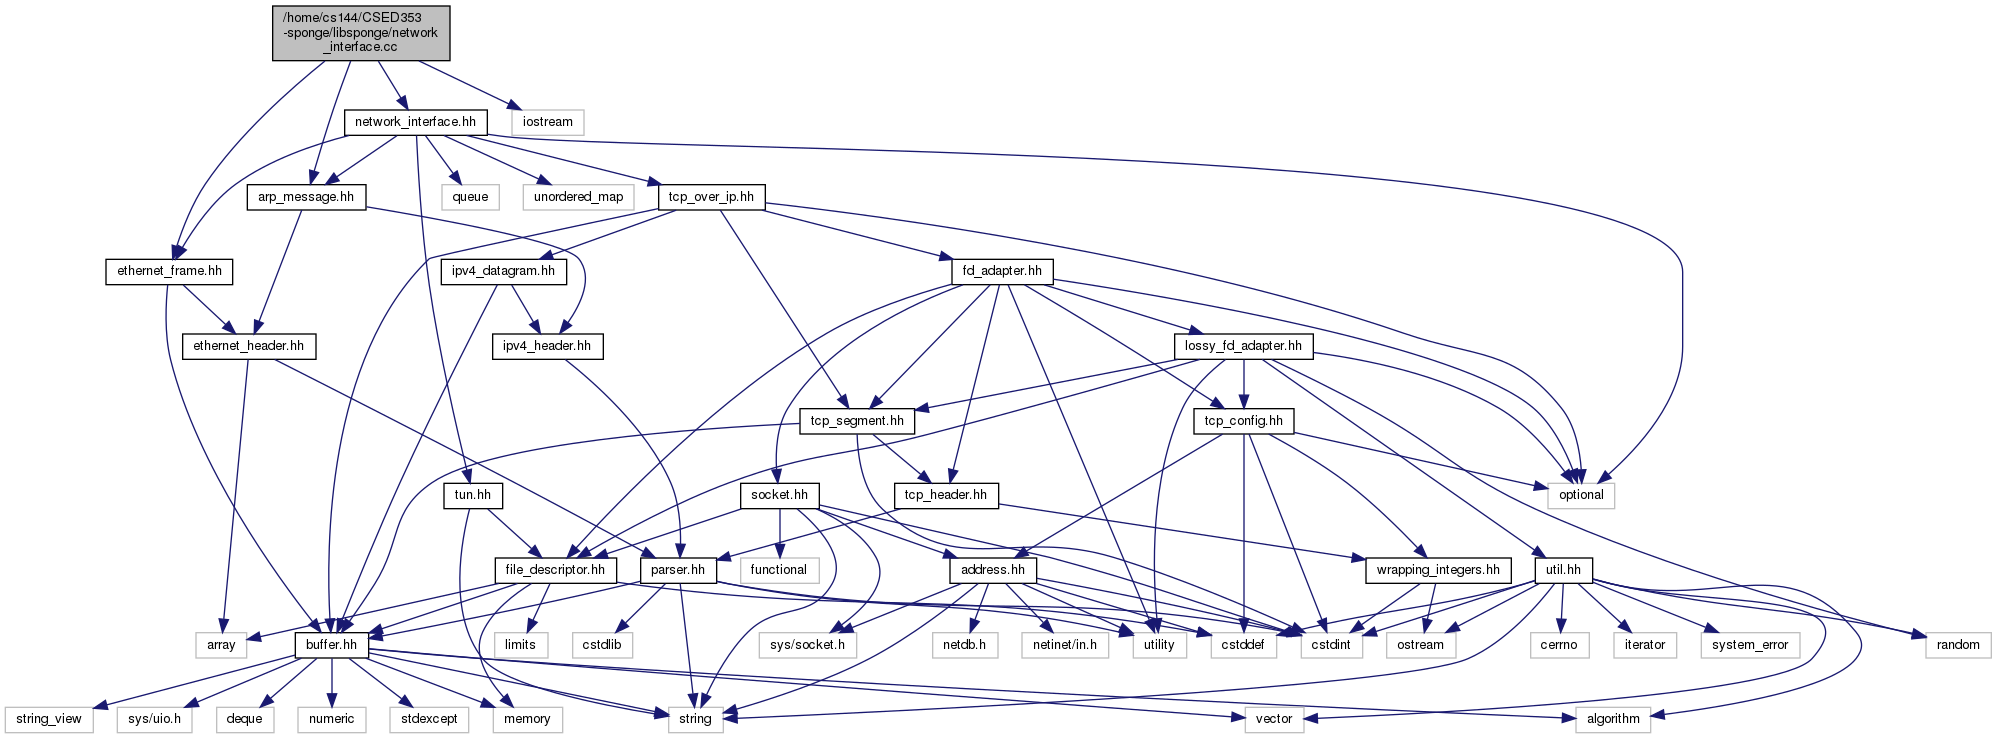 /home/cs144/CSED353
-sponge/libsponge/network
_interface.cc
network_interface.hh
iostream
arp_message.hh
queue
unordered_map
tcp_over_ip.hh
ethernet_frame.hh
ipv4_datagram.hh
fd_adapter.hh
ethernet_header.hh
ipv4_header.hh
lossy_fd_adapter.hh
tcp_segment.hh
tcp_config.hh
tun.hh
socket.hh
tcp_header.hh
optional
file_descriptor.hh
parser.hh
functional
address.hh
wrapping_integers.hh
util.hh
array
buffer.hh
limits
cstdlib
sys/socket.h
netdb.h
netinet/in.h
utility
cstddef
cstdint
ostream
cerrno
iterator
system_error
random
string_view
sys/uio.h
deque
numeric
stdexcept
memory
string
vector
algorithm